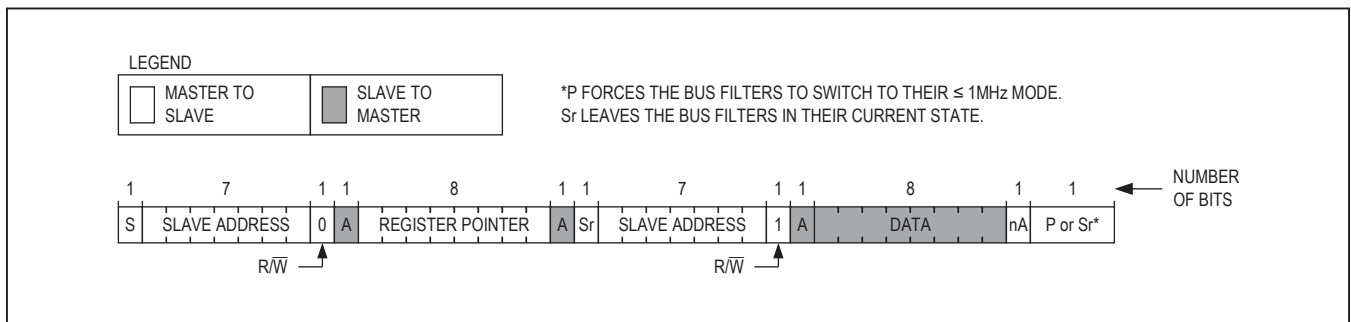 LEGEND
MASTER TO
SLAVE
SLAVE TO
MASTER
*P FORCES THE BUS FILTERS TO SWITCH TO THEIR ≤ 1MHz MODE.
Sr LEAVES THE BUS FILTERS IN THEIR CURRENT STATE.
1 7 1 1 8 1 1 7 1 1 8 1 1 NUMBER
OF BITS
S SLAVE ADDRESS 0 A REGISTER POINTER A Sr SLAVE ADDRESS 1 A DATA nA P or Sr*
R/W̅ R/W̅